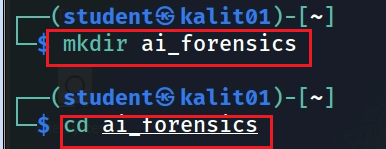 ┌──(student㉿kalit01)-[~]
└─$ mkdir ai_forensics
┌──(student㉿kalit01)-[~]
└─$ cd ai_forensics